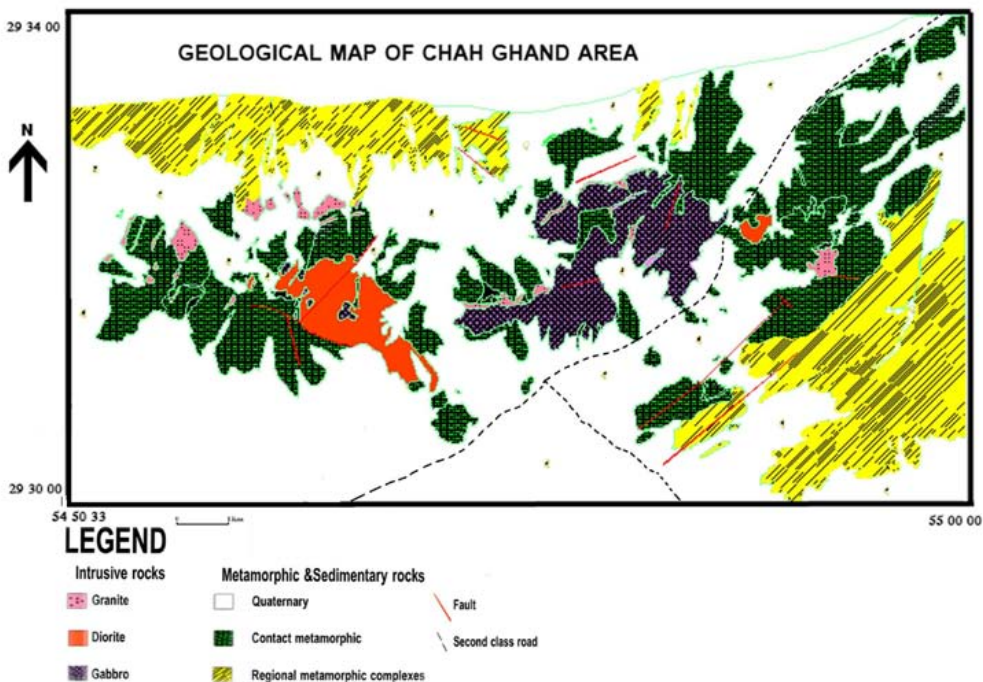 29 34 00
GEOLOGICAL MAP OF CHAH GHAND AREA
N
29 30 00
54 50 33
55 00 00
0
LEGEND
Intrusive rocks
Metamorphic &Sedimentary rocks
Granite
Quaternary
Fault
Diorite
Contact metamorphic
Second class road
Gabbro
Regional metamorphic complexes